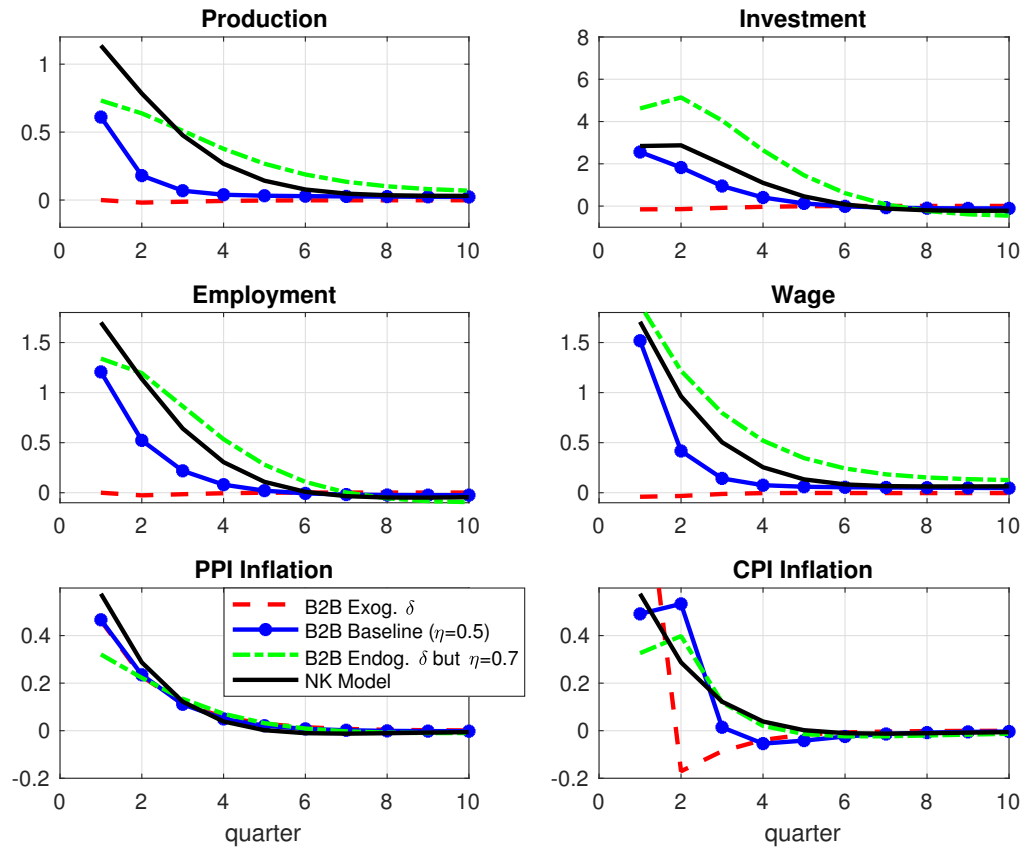 Production
1
0.5
0
0 2 4 6 8 10
Investment
8
6
4
2
0
0 2 4 6 8 10
Employment
1.5
1
0.5
0
0 2 4 6 8 10
Wage
1.5
1
0.5
0
0 2 4 6 8 10
PPI Inflation
0.4
0.2
0
-0.2
0 2 4 6 8 10
quarter
B2B Exog. δ
B2B Baseline (η=0.5)
B2B Endog. δ but η=0.7
NK Model
CPI Inflation
0.4
0.2
0
-0.2
0 2 4 6 8 10
quarter